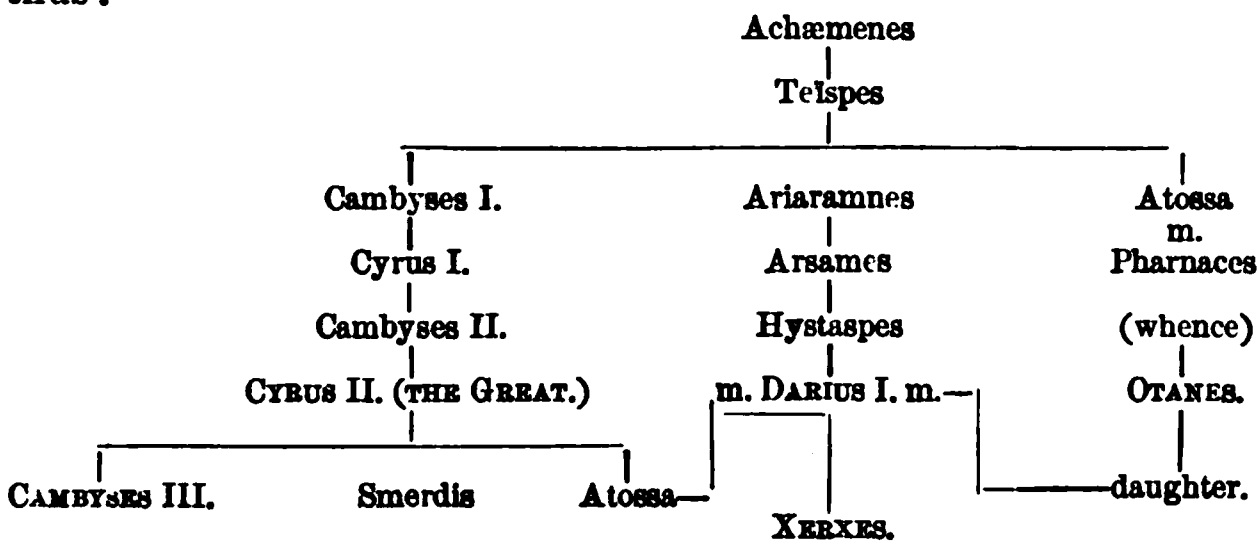 thus :
Achæmenes
Teïspes
Cambyses I. Ariaramnes Atossa
m.
Cyrus I. Arsames Pharnaces
Cambyses II. Hystaspes (whence)
CYRUS II. (THE GREAT.) m. DARIUS I. m. OTANES.
CAMBYSES III. Smerdis Atossa daughter.
XERXES.